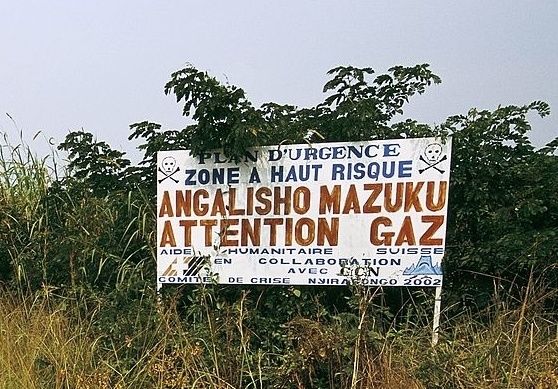 PLAN D'URGENCE
ZONE A HAUT RISQUE
ANGALISHO MAZUKU
ATTENTION GAZ
AIDE HUMANITAIRE SUISSE
EN COLLABORATION
AVEC GCN
COMITE DE CRISE NYIRAGONGO 2002